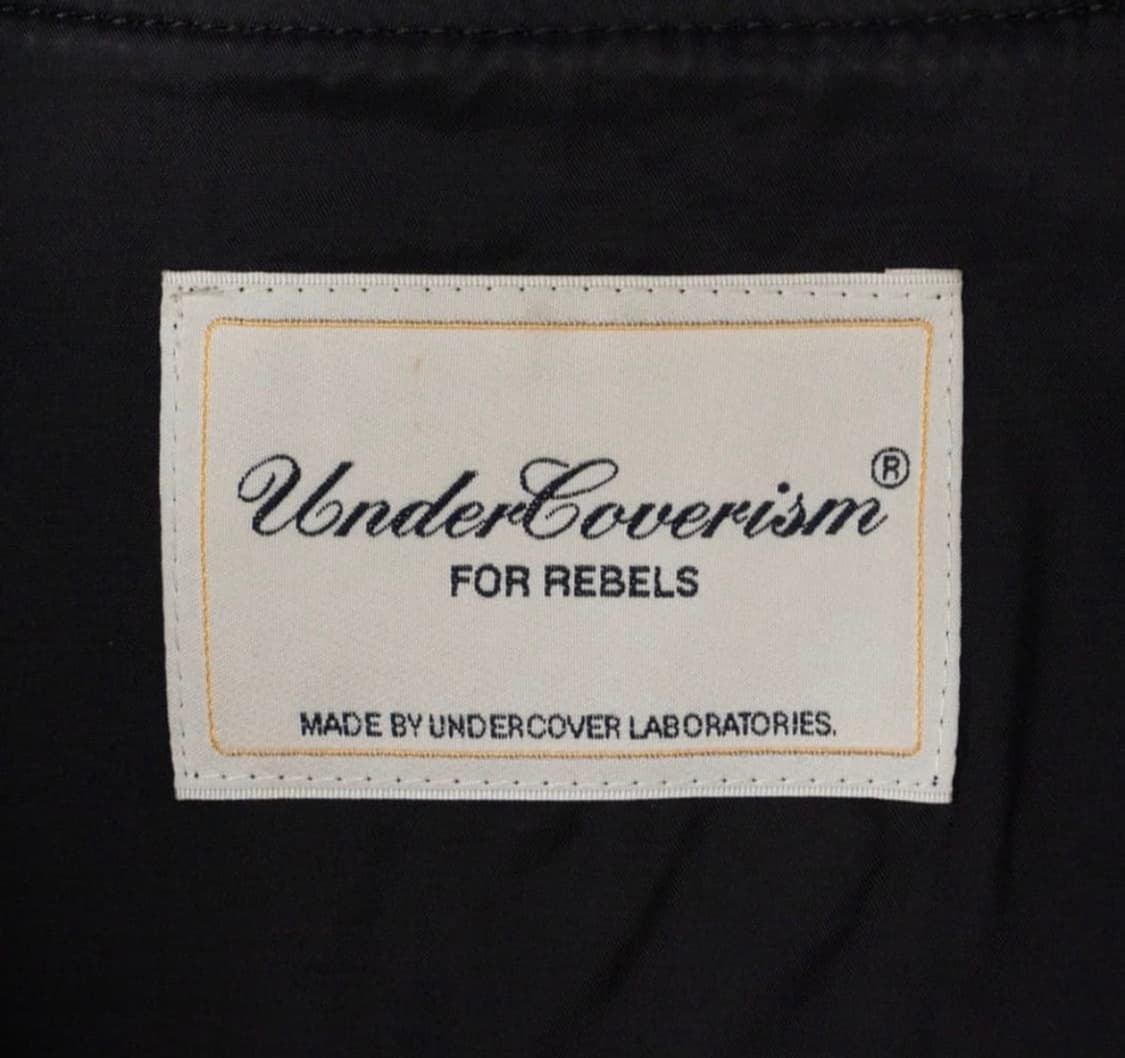 UnderCoverism®
FOR REBELS
MADE BY UNDERCOVER LABORATORIES.